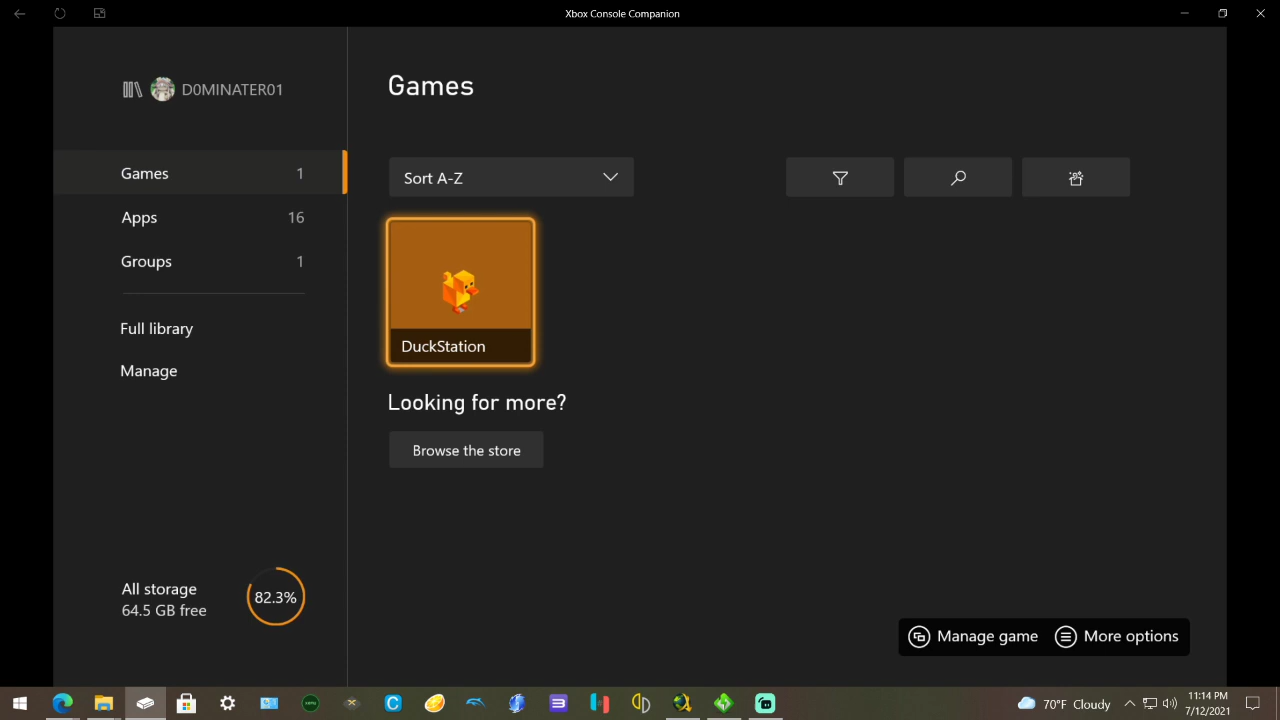 Xbox Console Companion
D0MINATER01
Games 1
Apps 16
Groups 1
Full library
Manage
All storage
64.5 GB free
82.3%
Games
Sort A-Z
DuckStation
Looking for more?
Browse the store
Manage game
More options
xemu
C
3
70°F Cloudy
11:14 PM
7/12/2021